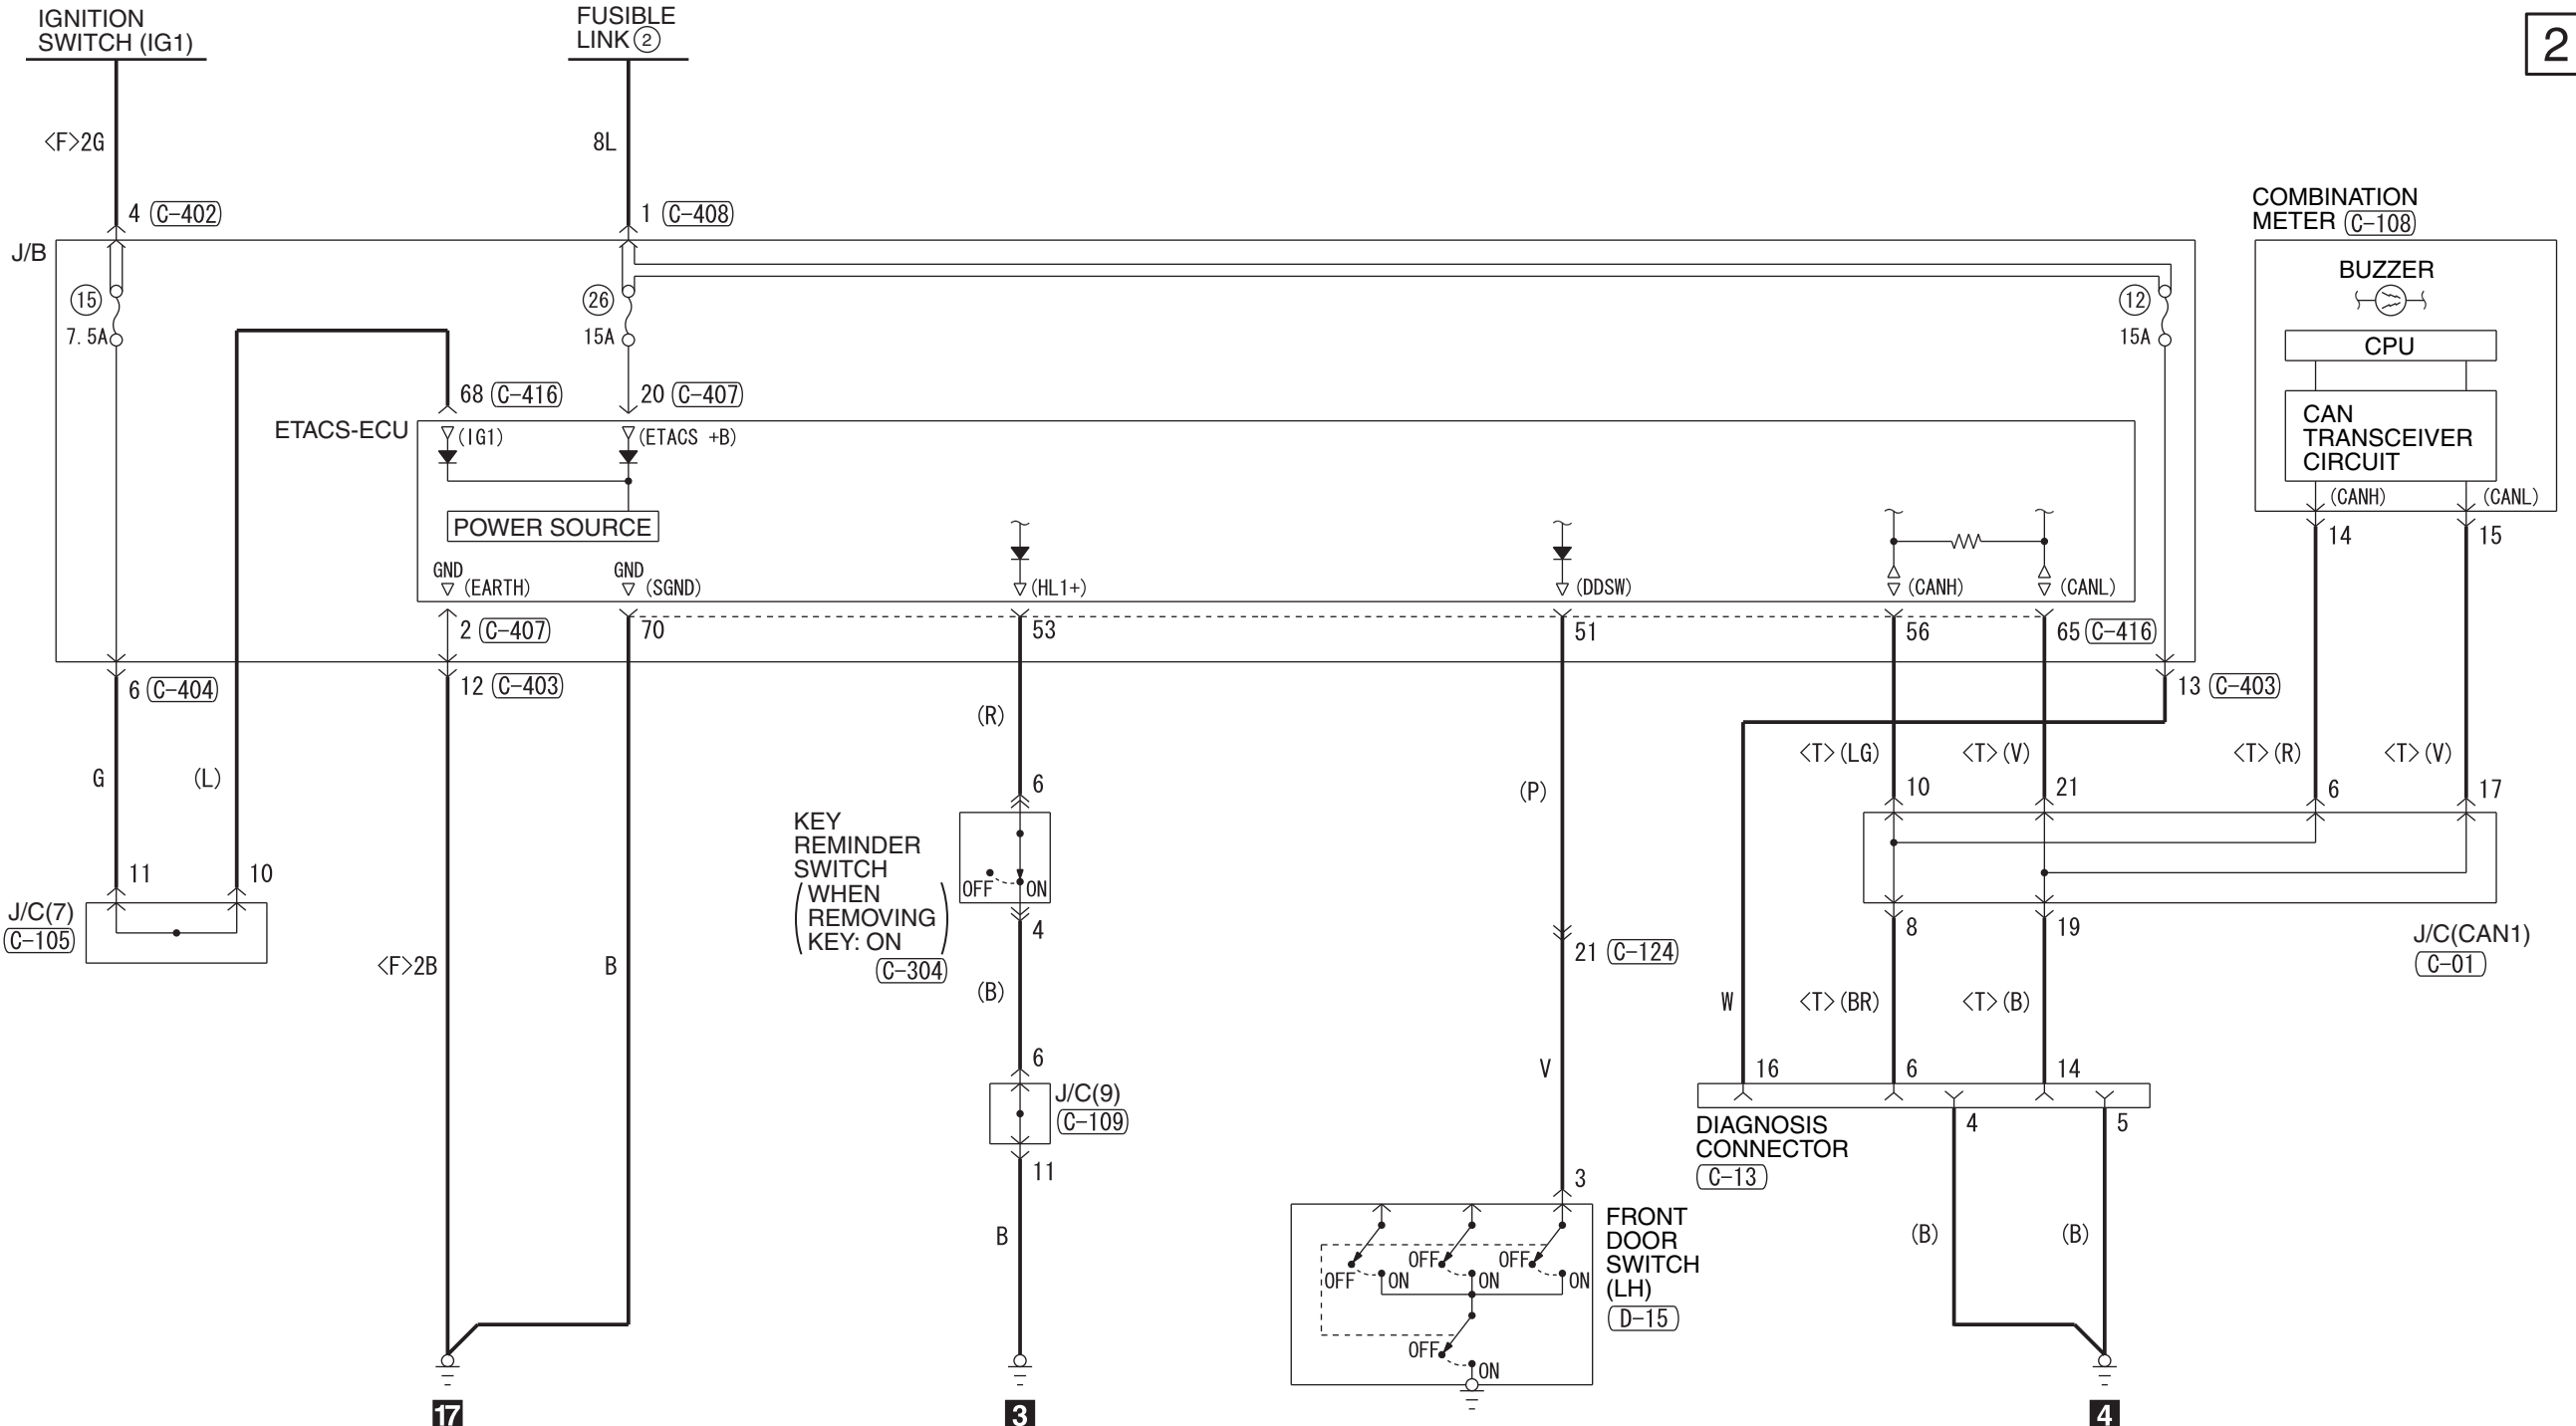 IGNITION
SWITCH (IG1)
FUSIBLE
LINK ②
2
<F>2G
8L
4 (C-402)
1 (C-408)
COMBINATION
METER (C-108)
J/B
BUZZER
15
7.5A
26
15A
12
15A
CPU
CAN
TRANSCEIVER
CIRCUIT
(CANH)
(CANL)
14
15
68 (C-416)
20 (C-407)
ETACS-ECU
(IG1)
(ETACS +B)
POWER SOURCE
GND
(EARTH)
GND
(SGND)
(HL1+)
(DDSW)
(CANH)
(CANL)
2 (C-407)
70
53
51
56
65 (C-416)
6 (C-404)
12 (C-403)
13 (C-403)
(R)
G
(L)
(P)
<T>(LG)
<T>(V)
<T>(R)
<T>(V)
6
10
21
6
17
KEY
REMINDER
SWITCH
(WHEN
REMOVING
KEY: ON)
(C-304)
OFF
ON
4
11
10
J/C(7)
(C-105)
8
19
J/C(CAN1)
(C-01)
21 (C-124)
<F>2B
B
(B)
W
<T>(BR)
<T>(B)
6
J/C(9)
(C-109)
11
V
16
6
14
4
5
DIAGNOSIS
CONNECTOR
(C-13)
3
FRONT
DOOR
SWITCH
(LH)
(D-15)
B
(B)
(B)
OFF
ON
OFF
ON
OFF
ON
OFF
ON
17
3
4